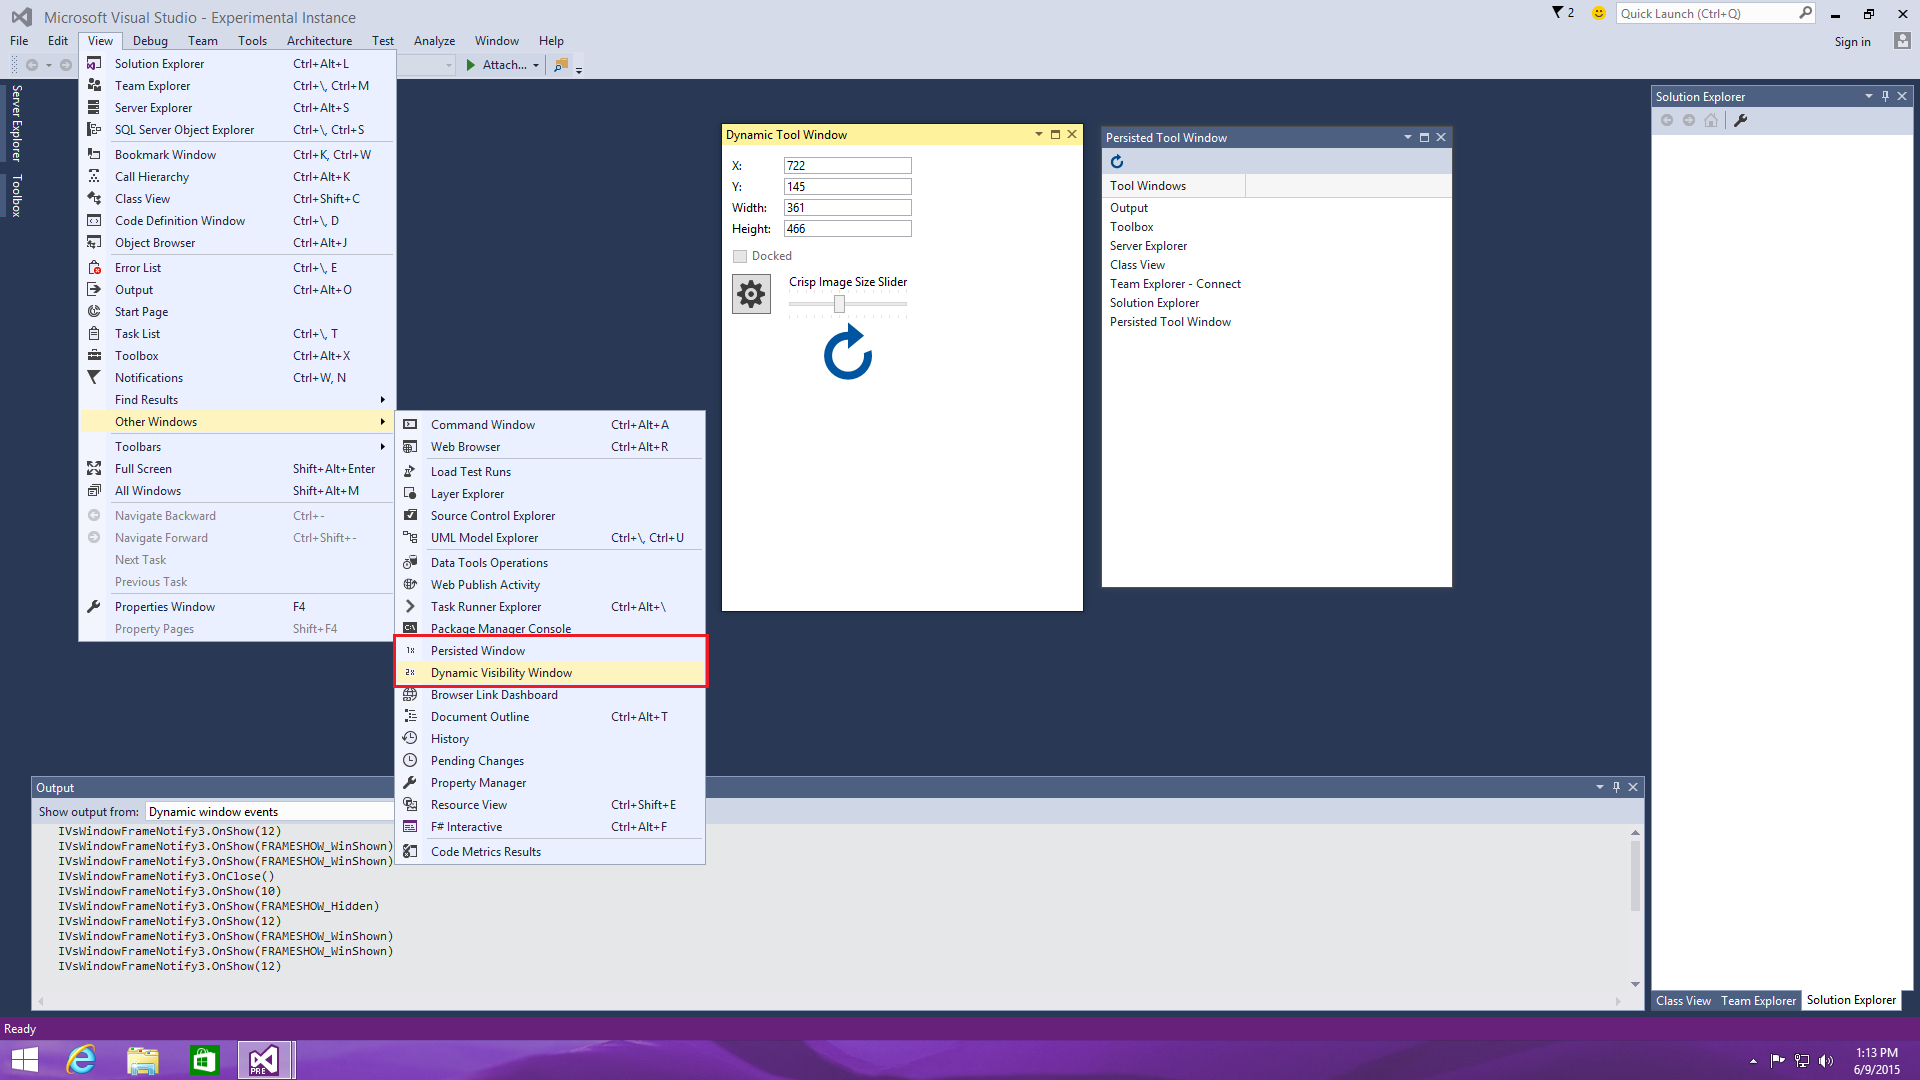 Microsoft Visual Studio - Experimental Instance
2
Quick Launch (Ctrl+Q)
File Edit View Debug Team Tools Architecture Test Analyze Window Help
Sign in
Attach...
Server Explorer
Toolbox
Solution Explorer Ctrl+Alt+L
Team Explorer Ctrl+\, Ctrl+M
Server Explorer Ctrl+Alt+S
SQL Server Object Explorer Ctrl+\, Ctrl+S
Bookmark Window Ctrl+K, Ctrl+W
Call Hierarchy Ctrl+Alt+K
Class View Ctrl+Shift+C
Code Definition Window Ctrl+\, D
Object Browser Ctrl+Alt+J
Error List Ctrl+\, E
Output Ctrl+Alt+O
Start Page
Task List Ctrl+\, T
Toolbox Ctrl+Alt+X
Notifications Ctrl+W, N
Find Results
Other Windows
Toolbars
Full Screen Shift+Alt+Enter
All Windows Shift+Alt+M
Navigate Backward Ctrl+-
Navigate Forward Ctrl+Shift+-
Next Task
Previous Task
Properties Window F4
Property Pages Shift+F4
Command Window Ctrl+Alt+A
Web Browser Ctrl+Alt+R
Load Test Runs
Layer Explorer
Source Control Explorer
UML Model Explorer Ctrl+\, Ctrl+U
Data Tools Operations
Web Publish Activity
Task Runner Explorer Ctrl+Alt+\
C:\ Package Manager Console
1x Persisted Window
2x Dynamic Visibility Window
Browser Link Dashboard
Document Outline Ctrl+Alt+T
History
Pending Changes
Property Manager
Resource View Ctrl+Shift+E
F# Interactive Ctrl+Alt+F
Code Metrics Results
Dynamic Tool Window
X: 722
Y: 145
Width: 361
Height: 466
Docked
Crisp Image Size Slider
Persisted Tool Window
Tool Windows
Output
Toolbox
Server Explorer
Class View
Team Explorer - Connect
Solution Explorer
Persisted Tool Window
Solution Explorer
Class View Team Explorer Solution Explorer
Output
Show output from: Dynamic window events
IVsWindowFrameNotify3.OnShow(12)
IVsWindowFrameNotify3.OnShow(FRAMESHOW_WinShown)
IVsWindowFrameNotify3.OnShow(FRAMESHOW_WinShown)
IVsWindowFrameNotify3.OnClose()
IVsWindowFrameNotify3.OnShow(10)
IVsWindowFrameNotify3.OnShow(FRAMESHOW_Hidden)
IVsWindowFrameNotify3.OnShow(12)
IVsWindowFrameNotify3.OnShow(FRAMESHOW_WinShown)
IVsWindowFrameNotify3.OnShow(FRAMESHOW_WinShown)
IVsWindowFrameNotify3.OnShow(12)
Ready
PRE
1:13 PM
6/9/2015